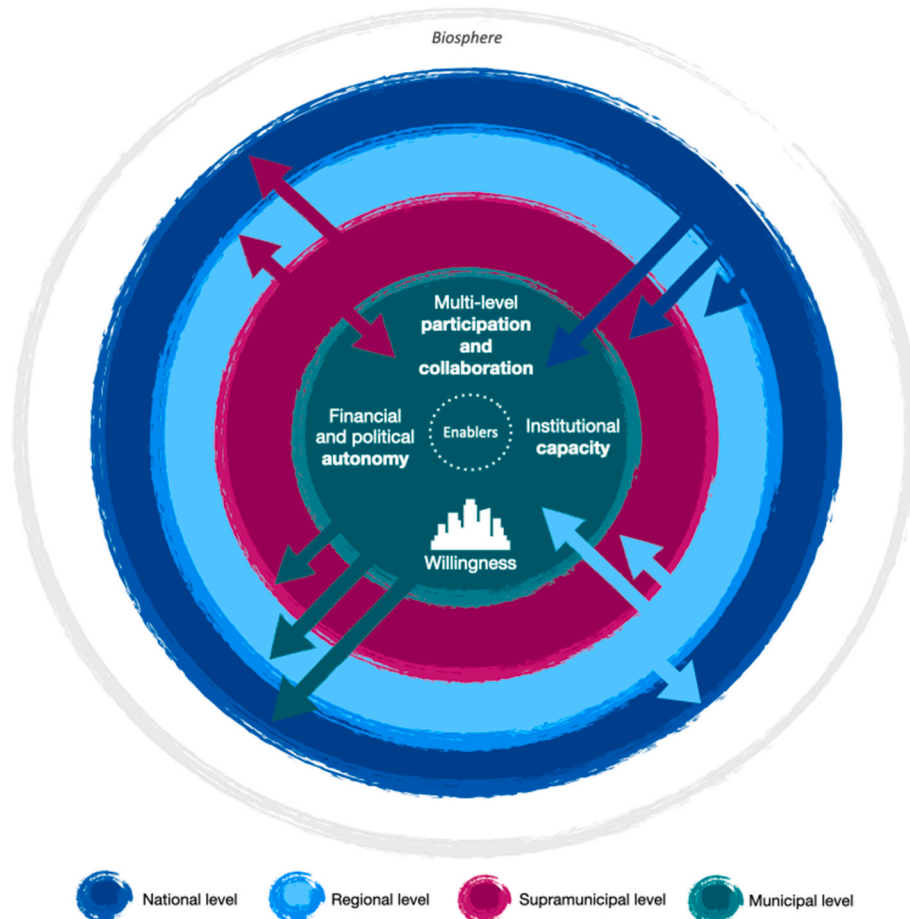 Biosphere
Multi-level
participation
and
collaboration
Financial
and political
autonomy
Enablers
Institutional
capacity
Willingness
National level
Regional level
Supramunicipal level
Municipal level